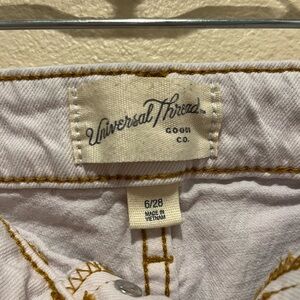 Universal Thread
GOODS
CO.
6/28
MADE IN
VIETNAM